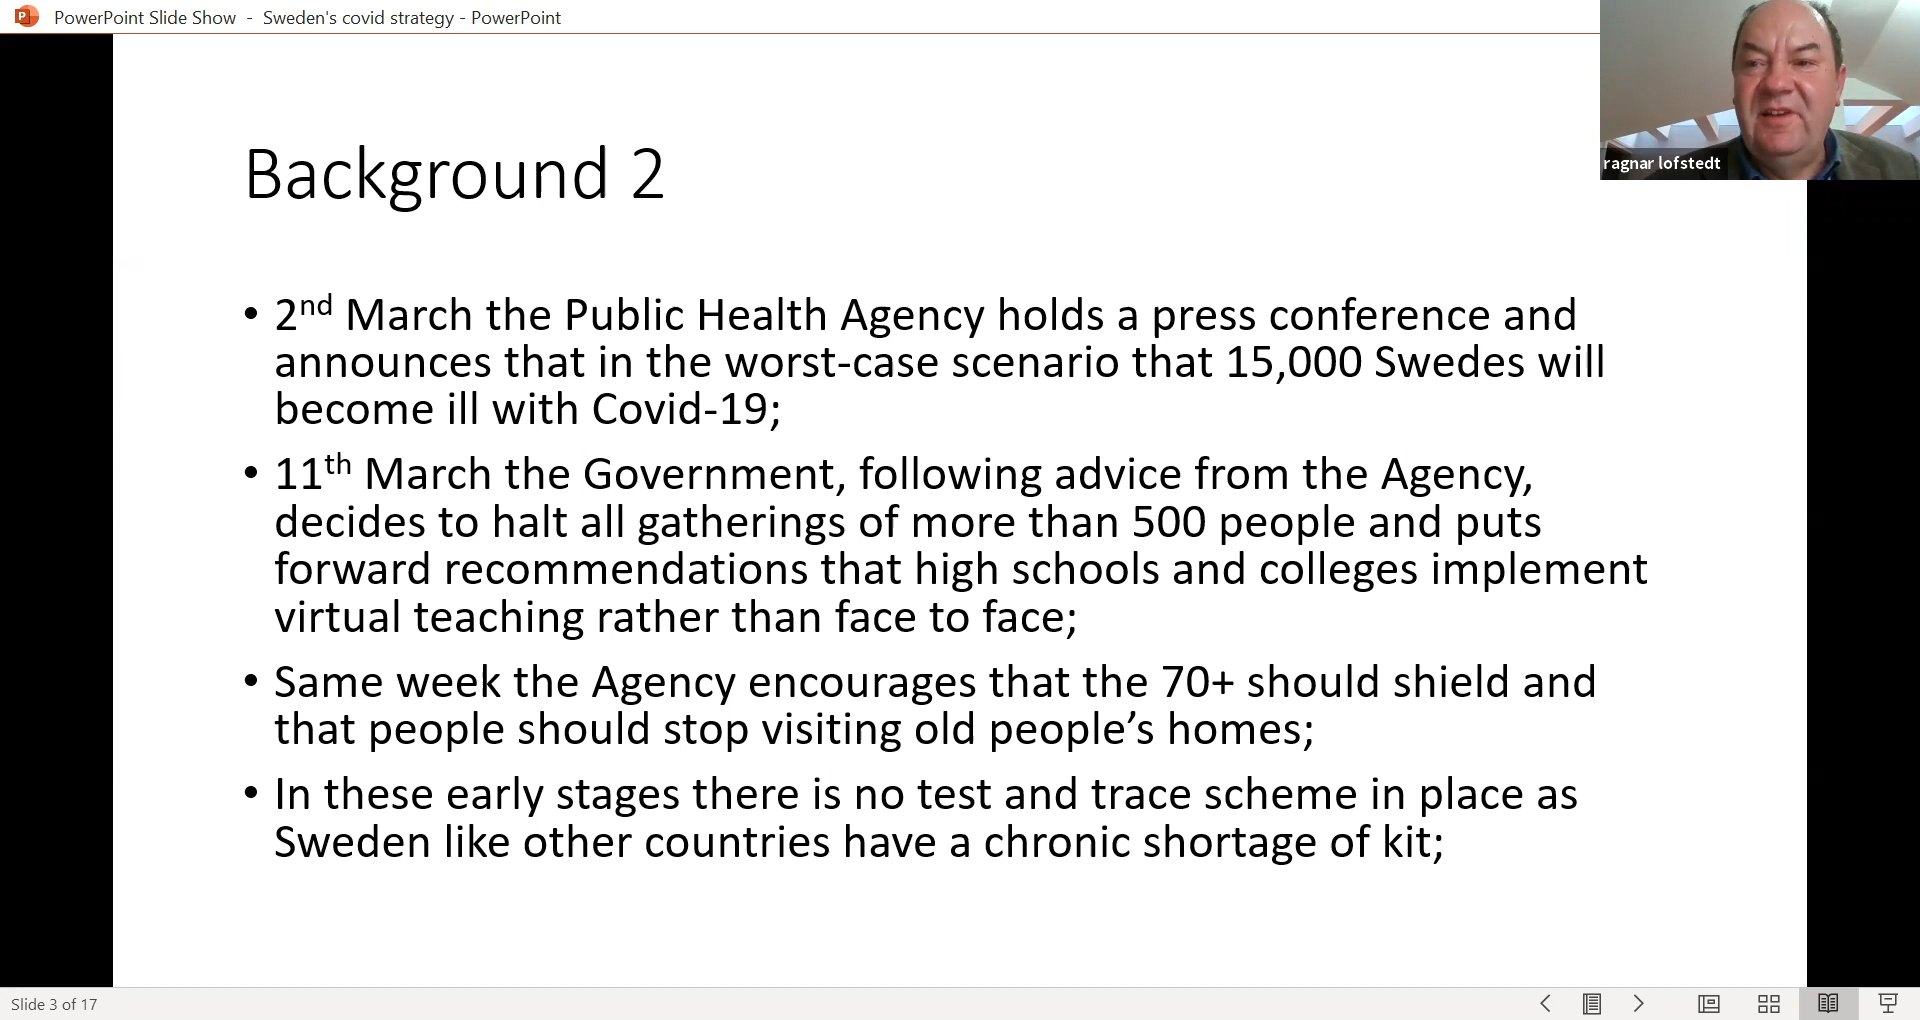 PowerPoint Slide Show - Sweden's covid strategy - PowerPoint
ragnar lofstedt
Background 2
• 2nd March the Public Health Agency holds a press conference and
announces that in the worst-case scenario that 15,000 Swedes will
become ill with Covid-19;
• 11th March the Government, following advice from the Agency,
decides to halt all gatherings of more than 500 people and puts
forward recommendations that high schools and colleges implement
virtual teaching rather than face to face;
• Same week the Agency encourages that the 70+ should shield and
that people should stop visiting old people’s homes;
• In these early stages there is no test and trace scheme in place as
Sweden like other countries have a chronic shortage of kit;
Slide 3 of 17